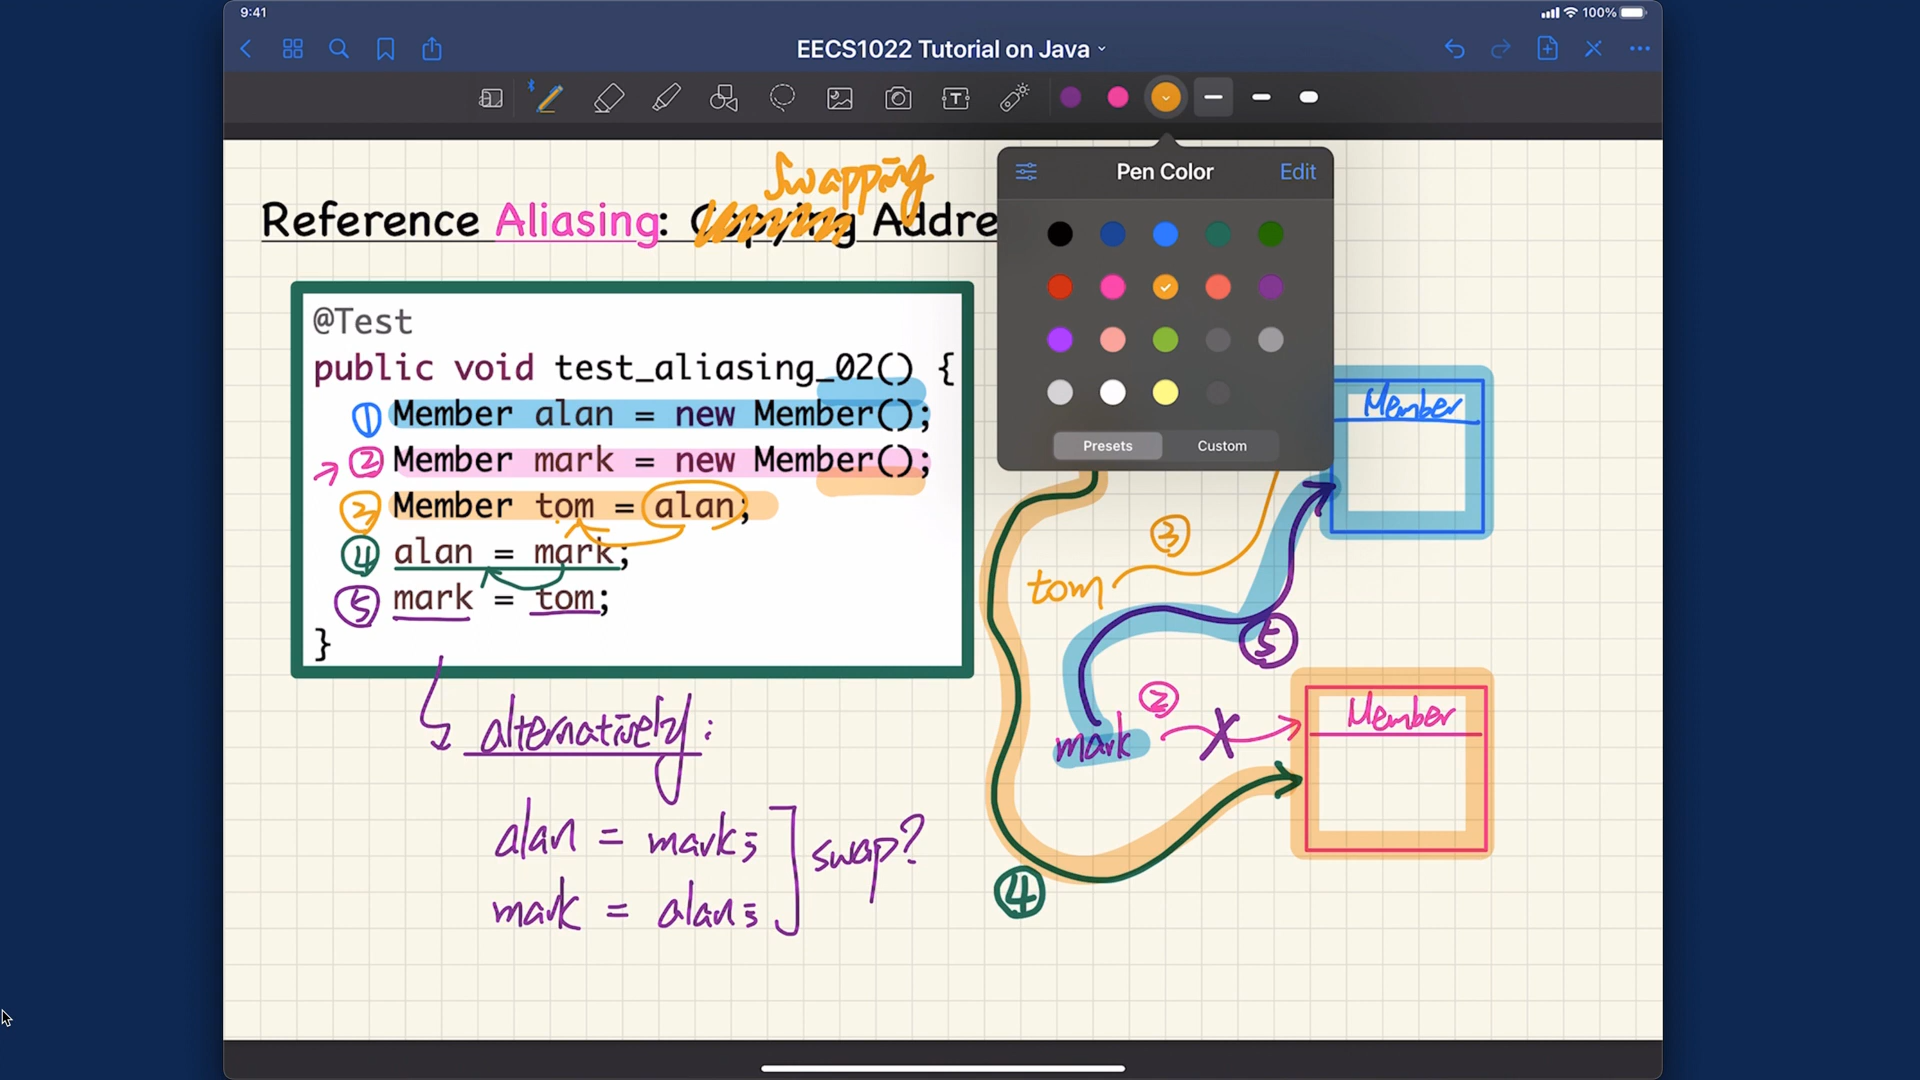 9:41
100%
EECS1022 Tutorial on Java
T
Swapping
Reference Aliasing: Copying Addre
Pen Color
Edit
Presets
Custom
@Test
public void test_aliasing_02() {
① Member alan = new Member();
② Member mark = new Member();
③ Member tom = alan;
④ alan = mark;
⑤ mark = tom;
}
alternatively:
alan = mark;
mark = alan;
swap?
Member
③
tom
⑤
②
mark
Member
④